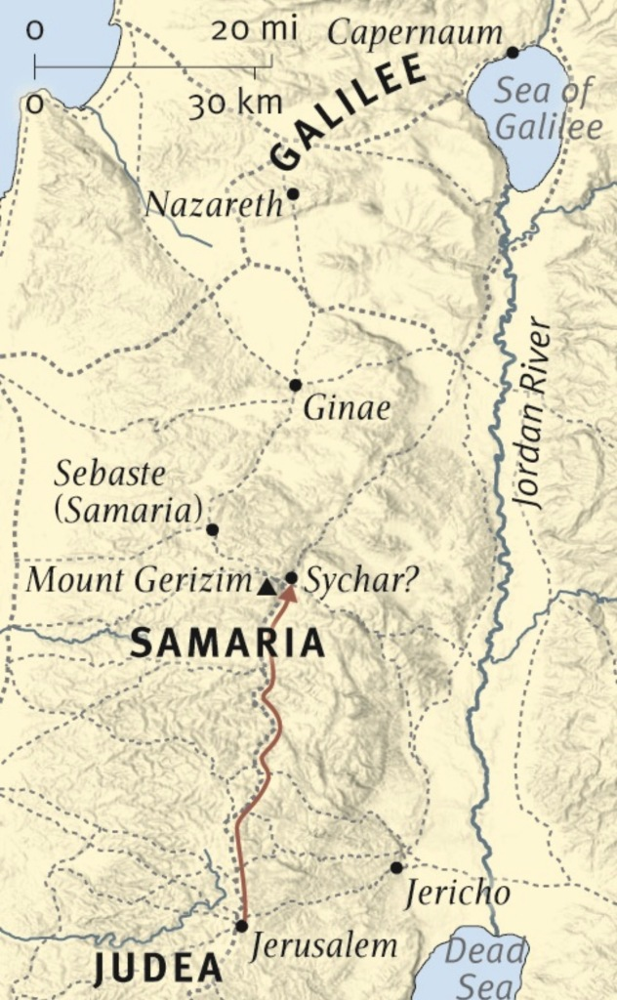 0 20 mi
0 30 km
Capernaum
Sea of
Galilee
GALILEE
Nazareth
Jordan River
Ginae
Sebaste
(Samaria)
Mount Gerizim
Sychar?
SAMARIA
Jericho
Jerusalem
JUDEA
Dead
Sea